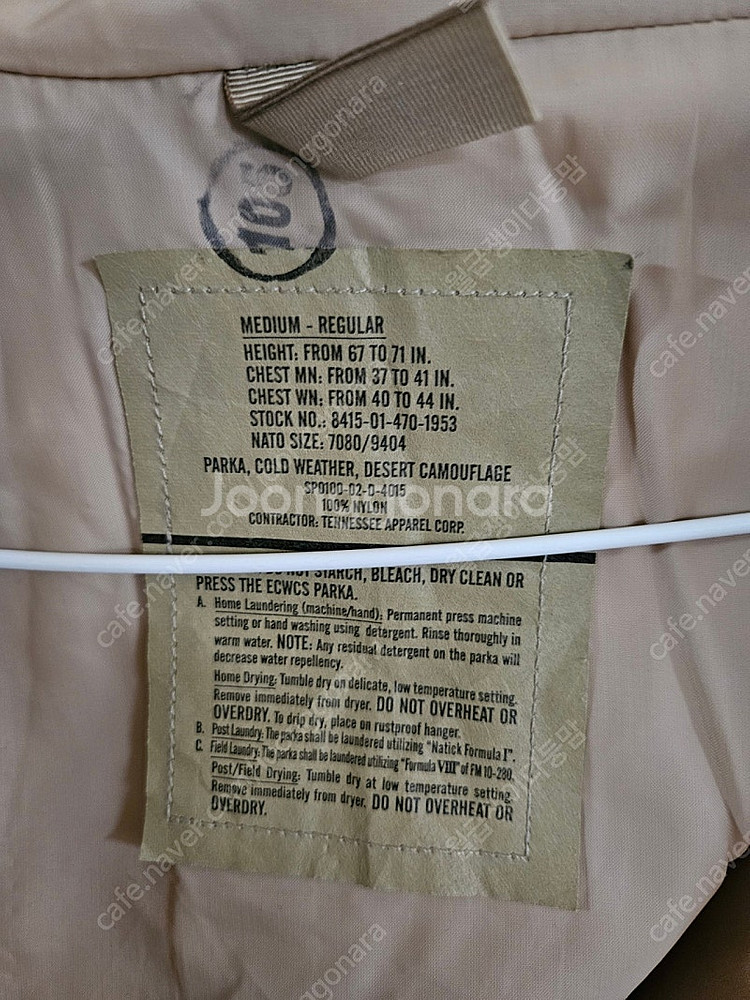 108
MEDIUM - REGULAR
HEIGHT: FROM 67 TO 71 IN.
CHEST MN: FROM 37 TO 41 IN.
CHEST WN: FROM 40 TO 44 IN.
STOCK NO.: 8415-01-470-1953
NATO SIZE: 7080/9404
PARKA, COLD WEATHER, DESERT CAMOUFLAGE
SP0100-02-D-4015
Joonggonara
100% NYLON
CONTRACTOR: TENNESSEE APPAREL CORP.
NOT STARCH, BLEACH, DRY CLEAN OR
PRESS THE ECWCS PARKA.
A. Home Laundering (machine/hand): Permanent press machine
setting or hand washing using detergent. Rinse thoroughly in
warm water. NOTE: Any residual detergent on the parka will
decrease water repellency.
Home Drying: Tumble dry on delicate, low temperature setting.
Remove immediately from dryer. DO NOT OVERHEAT OR
OVERDRY. To drip dry, place on rustproof hanger.
B. Post Laundry: The parka shall be laundered utilizing "Natick Formula I".
C. Field Laundry: The parka shall be laundered utilizing "Formula VIII" of FM 10-280.
Post/Field Drying: Tumble dry at low temperature setting.
Remove immediately from dryer. DO NOT OVERHEAT OR
OVERDRY.